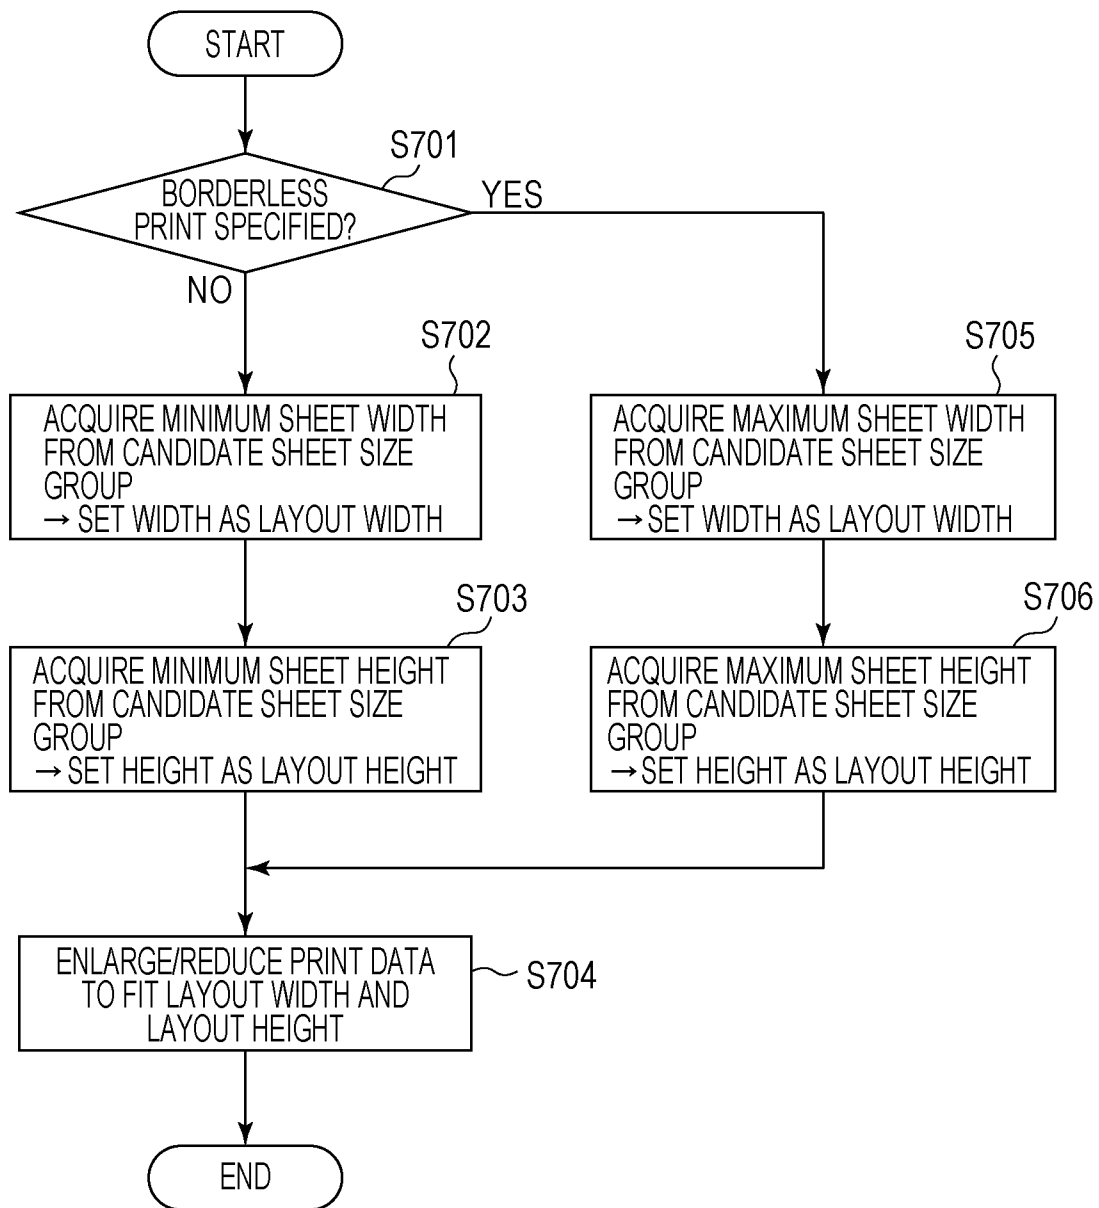 START
S701
BORDERLESS
PRINT SPECIFIED?
YES
NO
S702
ACQUIRE MINIMUM SHEET WIDTH
FROM CANDIDATE SHEET SIZE
GROUP
→ SET WIDTH AS LAYOUT WIDTH
S705
ACQUIRE MAXIMUM SHEET WIDTH
FROM CANDIDATE SHEET SIZE
GROUP
→ SET WIDTH AS LAYOUT WIDTH
S703
ACQUIRE MINIMUM SHEET HEIGHT
FROM CANDIDATE SHEET SIZE
GROUP
→ SET HEIGHT AS LAYOUT HEIGHT
S706
ACQUIRE MAXIMUM SHEET HEIGHT
FROM CANDIDATE SHEET SIZE
GROUP
→ SET HEIGHT AS LAYOUT HEIGHT
ENLARGE/REDUCE PRINT DATA
TO FIT LAYOUT WIDTH AND
LAYOUT HEIGHT
S704
END